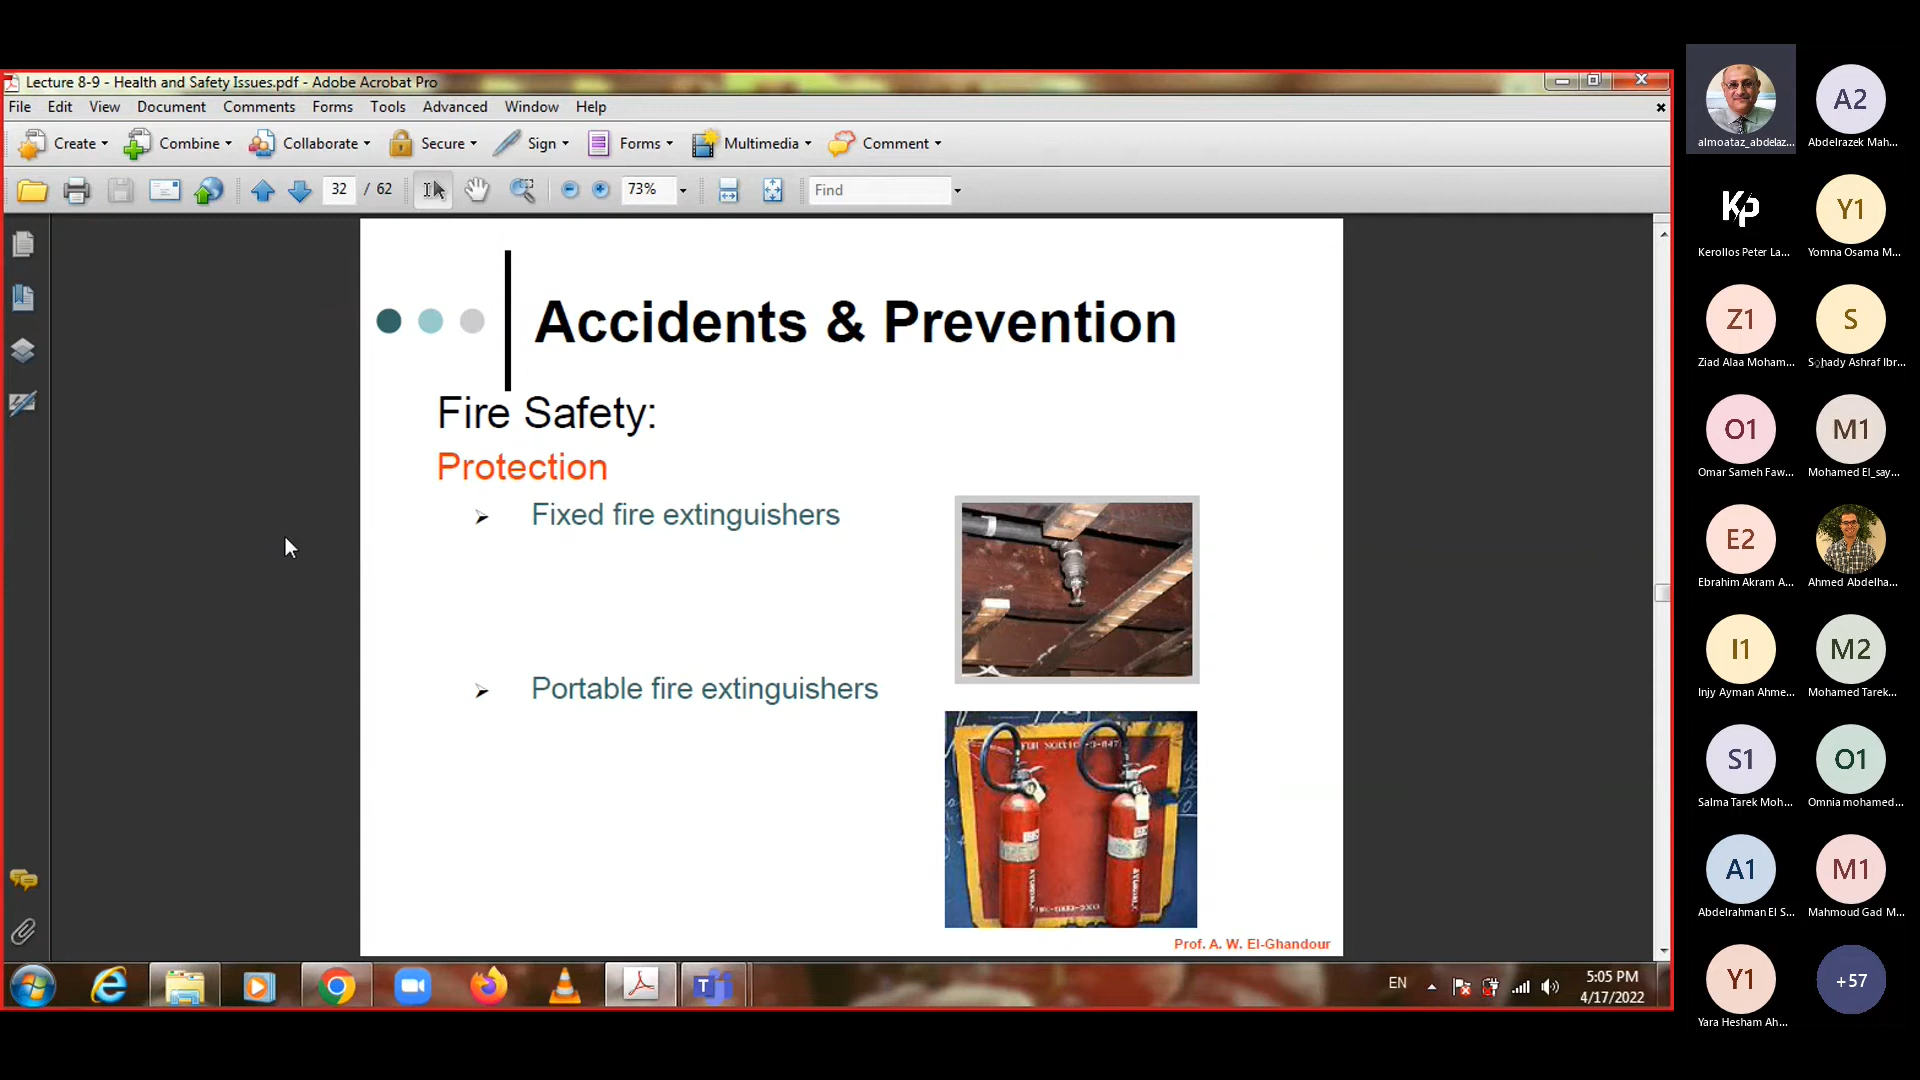 Lecture 8-9 - Health and Safety Issues.pdf - Adobe Acrobat Pro
File Edit View Document Comments Forms Tools Advanced Window Help
Create Combine Collaborate Secure Sign Forms Multimedia Comment
32 / 62 73% Find
Accidents & Prevention
Fire Safety:
Protection
Fixed fire extinguishers
Portable fire extinguishers
Prof. A. W. El-Ghandour
EN
5:05 PM
4/17/2022
almoataz_abdelaz...
A2
Abdelrazek Mah...
KP
Kerollos Peter La...
Y1
Yomna Osama M...
Z1
Ziad Alaa Moham...
S
Sohady Ashraf Ibr...
O1
Omar Sameh Faw...
M1
Mohamed El_say...
E2
Ebrahim Akram A...
Ahmed Abdelha...
I1
Injy Ayman Ahme...
M2
Mohamed Tarek...
S1
Salma Tarek Moh...
O1
Omnia mohamed...
A1
Abdelrahman El S...
M1
Mahmoud Gad M...
Y1
Yara Hesham Ah...
+57